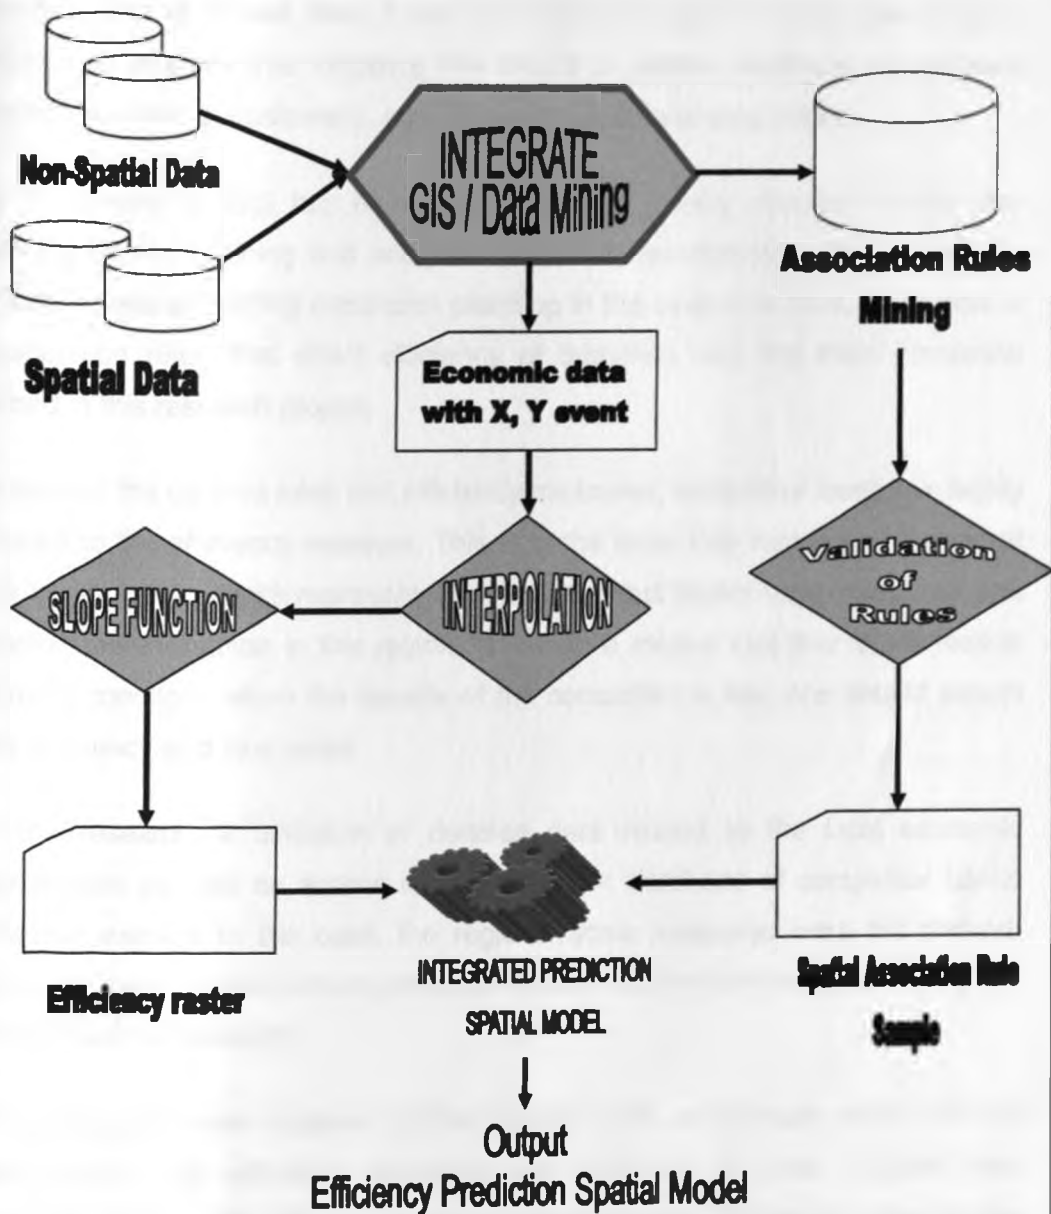 Non-Spatial Data
Spatial Data
INTEGRATE
GIS / Data Mining
Association Rules
Mining
Economic data
with X, Y event
SLOPE FUNCTION
INTERPOLATION
Validation
of
Rules
Efficiency raster
INTEGRATED PREDICTION
SPATIAL MODEL
Spatial Association Rule
Sample
Output
Efficiency Prediction Spatial Model